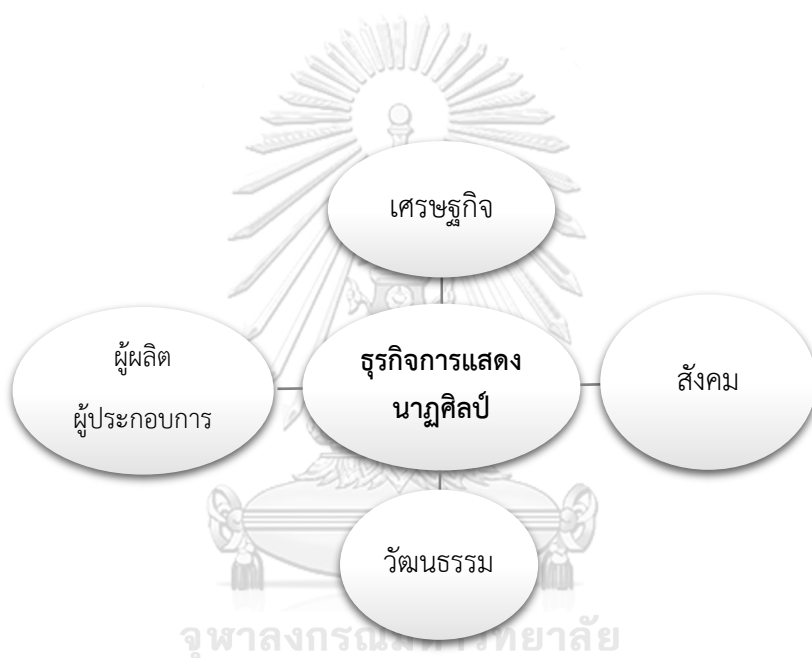 เศรษฐกิจ
ผู้ผลิต
ผู้ประกอบการ
ธุรกิจการแสดง
นาฏศิลป์
สังคม
วัฒนธรรม
จุฬาลงกรณ์มหาวิทยาลัย